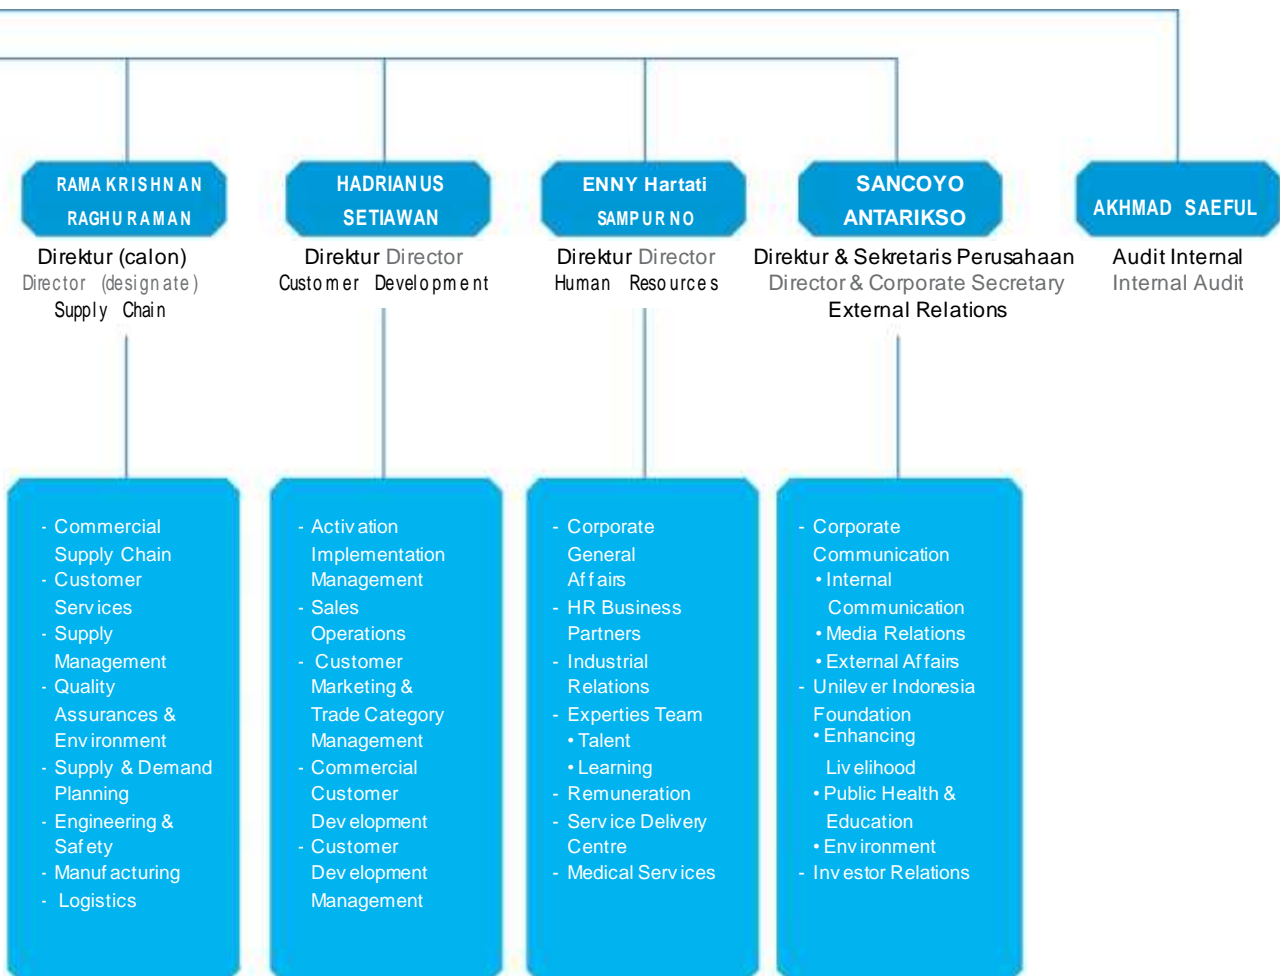 RAMAKRISHNAN
RAGHURAMAN
Direktur (calon)
Director (designate)
Supply Chain
HADRIANUS
SETIAWAN
Direktur Director
Customer Development
ENNY Hartati
SAMPURNO
Direktur Director
Human Resources
SANCOYO
ANTARIKSO
Direktur & Sekretaris Perusahaan
Director & Corporate Secretary
External Relations
AKHMAD SAEFUL
Audit Internal
Internal Audit
- Commercial
Supply Chain
- Customer
Services
- Supply
Management
- Quality
Assurances &
Environment
- Supply & Demand
Planning
- Engineering &
Safety
- Manufacturing
- Logistics
- Activation
Implementation
Management
- Sales
Operations
- Customer
Marketing &
Trade Category
Management
- Commercial
Customer
Development
- Customer
Development
Management
- Corporate
General
Affairs
- HR Business
Partners
- Industrial
Relations
- Experties Team
• Talent
• Learning
- Remuneration
- Service Delivery
Centre
- Medical Services
- Corporate
Communication
• Internal
Communication
• Media Relations
• External Affairs
- Unilever Indonesia
Foundation
• Enhancing
Livelihood
• Public Health &
Education
• Environment
- Investor Relations